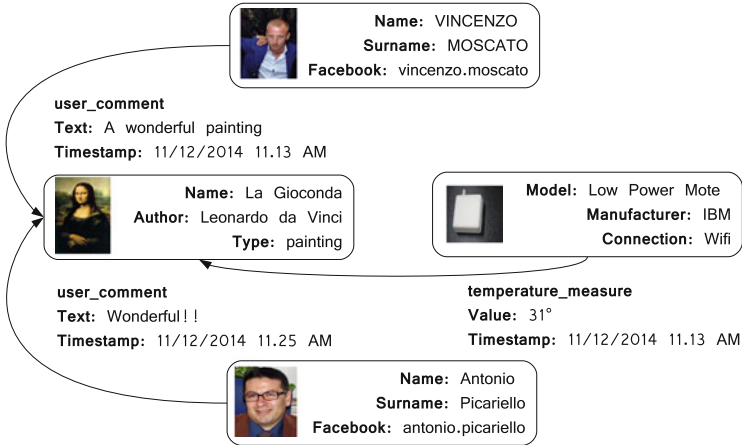 Name: VINCENZO
Surname: MOSCATO
Facebook: vincenzo.moscato
user_comment
Text: A wonderful painting
Timestamp: 11/12/2014 11.13 AM
Name: La Gioconda
Author: Leonardo da Vinci
Type: painting
Model: Low Power Mote
Manufacturer: IBM
Connection: Wifi
user_comment
Text: Wonderful!!
Timestamp: 11/12/2014 11.25 AM
temperature_measure
Value: 31°
Timestamp: 11/12/2014 11.13 AM
Name: Antonio
Surname: Picariello
Facebook: antonio.picariello